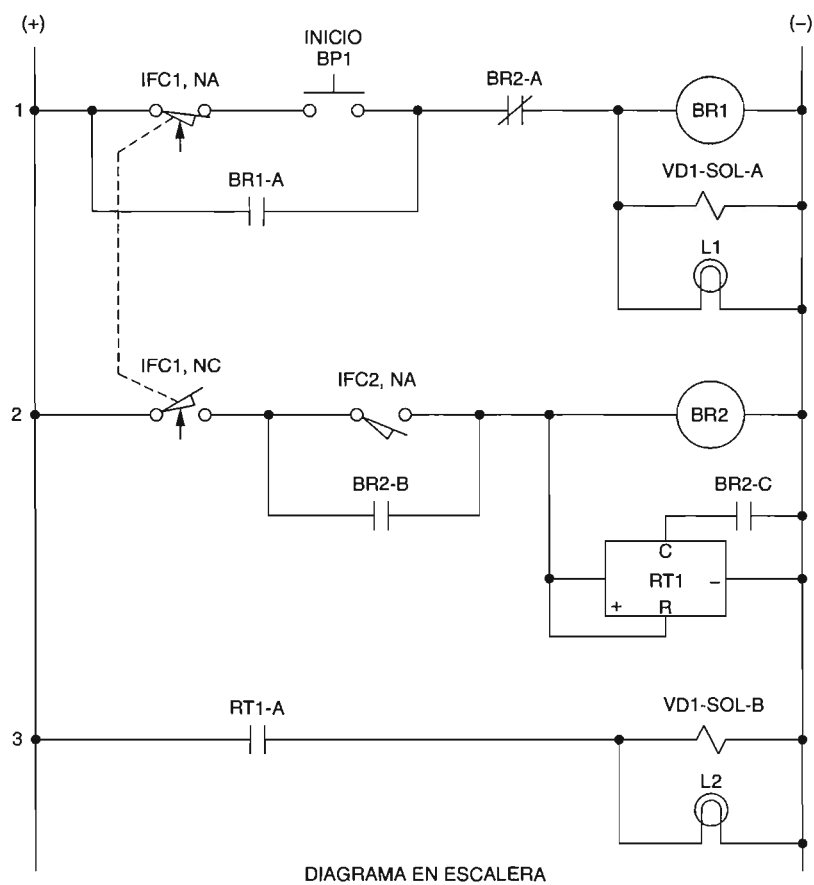 (+)
(–)
INICIO
BP1
IFC1, NA
BR2-A
1
BR1
BR1-A
VD1-SOL-A
L1
IFC1, NC
IFC2, NA
2
BR2
BR2-B
BR2-C
C
RT1
–
+
R
RT1-A
VD1-SOL-B
3
L2
DIAGRAMA EN ESCALERA